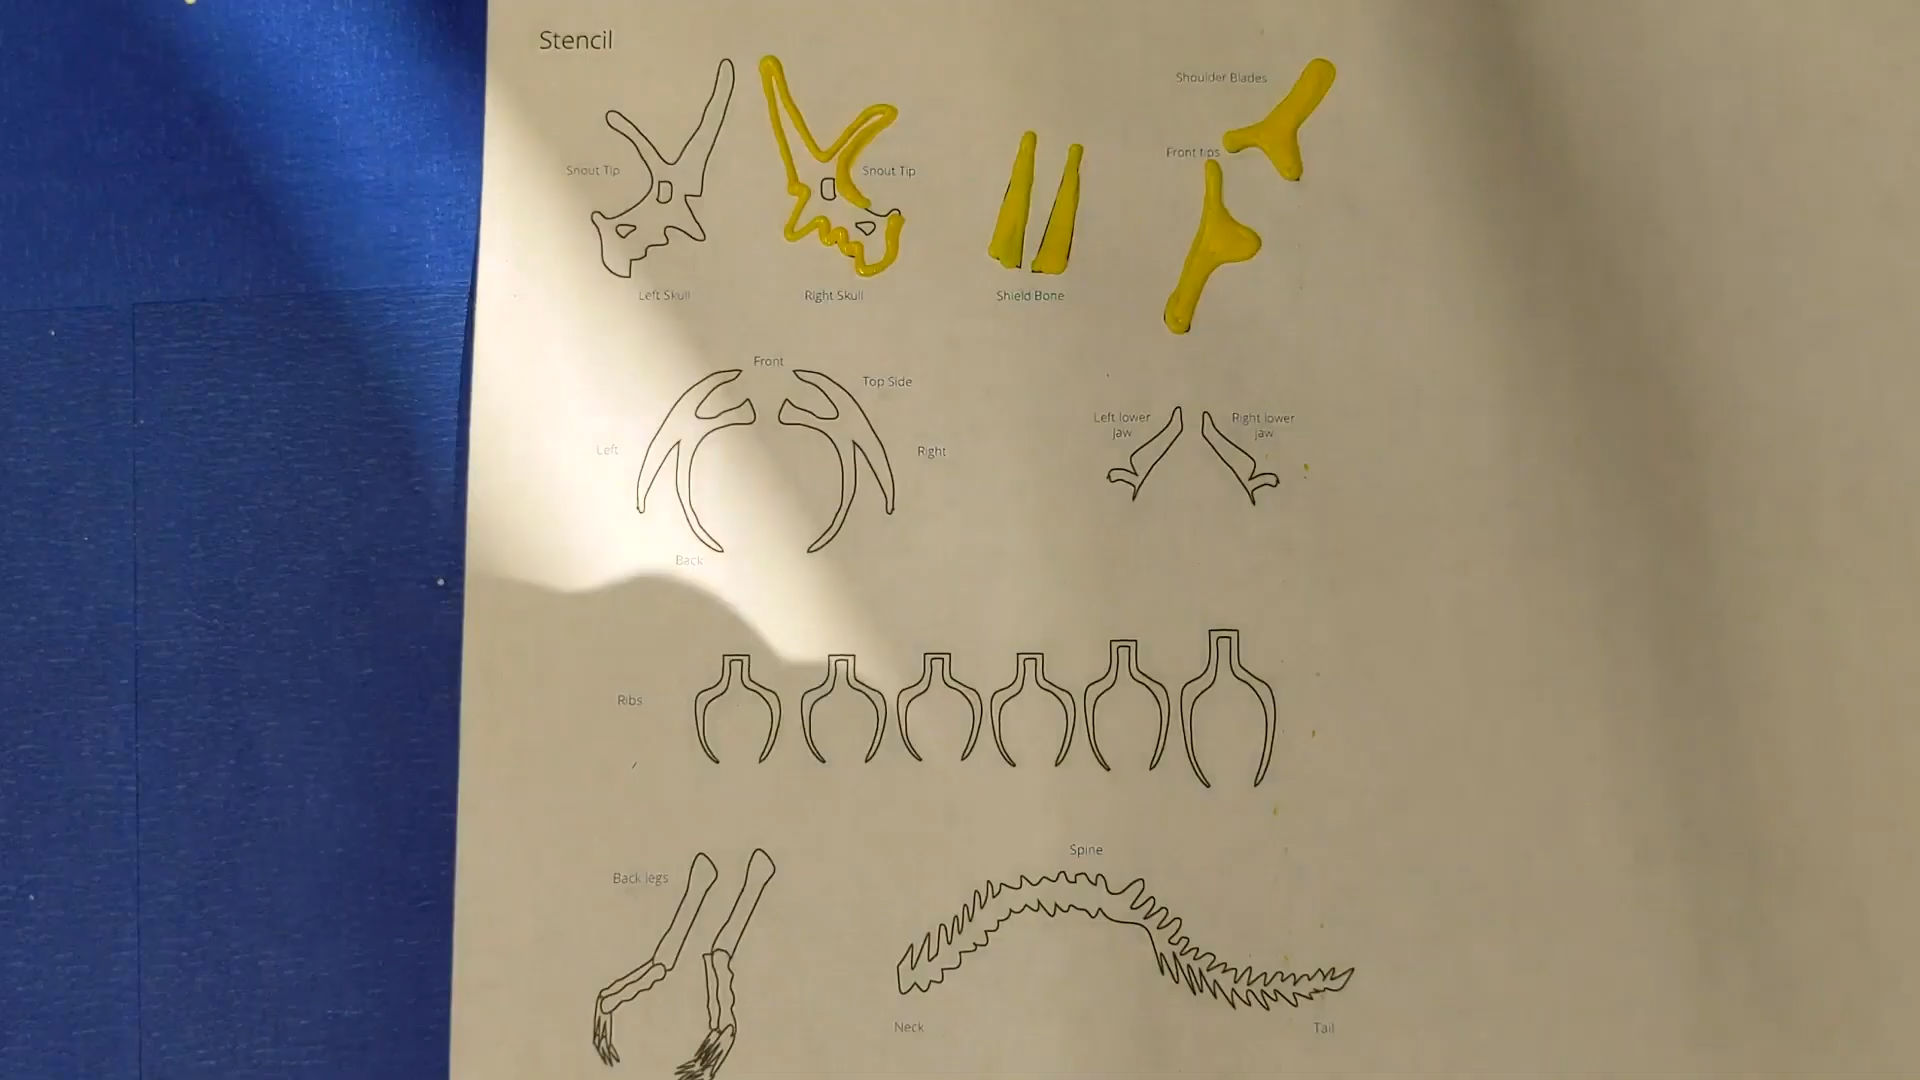 Stencil
Shoulder Blades
Front tips
Snout Tip
Snout Tip
Left Skull
Right Skull
Shield Bone
Front
Top Side
Left
Right
Back
Left lower
jaw
Right lower
jaw
Ribs
Back legs
Spine
Neck
Tail